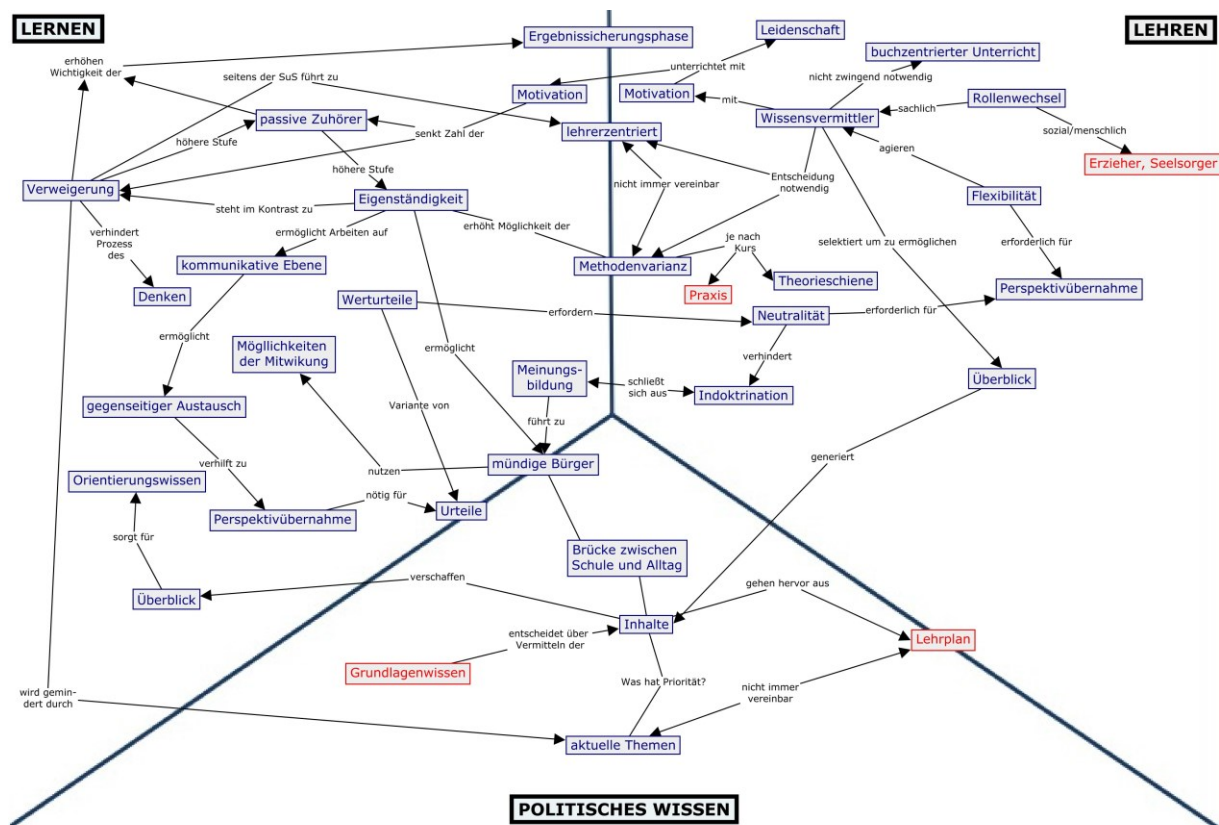 LERNEN
LEHREN
Ergebnissicherungsphase
Leidenschaft
buchzentrierter Unterricht
erhöhen
Wichtigkeit der
seitens der SuS führt zu
unterrichtet mit
nicht zwingend notwendig
Motivation
Motivation
mit
Wissensvermittler
sachlich
Rollenwechsel
passive Zuhörer
senkt Zahl der
lehrerzentriert
sozial/menschlich
höhere Stufe
agieren
Erzieher, Seelsorger
höhere Stufe
Entscheidung
notwendig
nicht immer vereinbar
Verweigerung
Eigenständigkeit
Flexibilität
steht im Kontrast zu
erhöht Möglichkeit der
ermöglicht Arbeiten auf
verhindert
Prozess
des
je nach
Kurs
selektiert um zu ermöglichen
erforderlich für
kommunikative Ebene
Methodenvarianz
Theorieschiene
Denken
Praxis
Perspektivübernahme
Werturteile
erfordern
Neutralität
erforderlich für
ermöglicht
Mögllichkeiten
der Mitwikung
ermöglicht
verhindert
Meinungs-
bildung
schließt
sich aus
Indoktrination
Überblick
gegenseitiger Austausch
Variante von
führt zu
verhilft zu
nutzen
mündige Bürger
generiert
Orientierungswissen
nötig für
Perspektivübernahme
Urteile
sorgt für
Brücke zwischen
Schule und Alltag
verschaffen
gehen hervor aus
Überblick
Inhalte
entscheidet über
Vermitteln der
Lehrplan
Grundlagenwissen
Was hat Priorität?
wird gemin-
dert durch
nicht immer
vereinbar
aktuelle Themen
POLITISCHES WISSEN